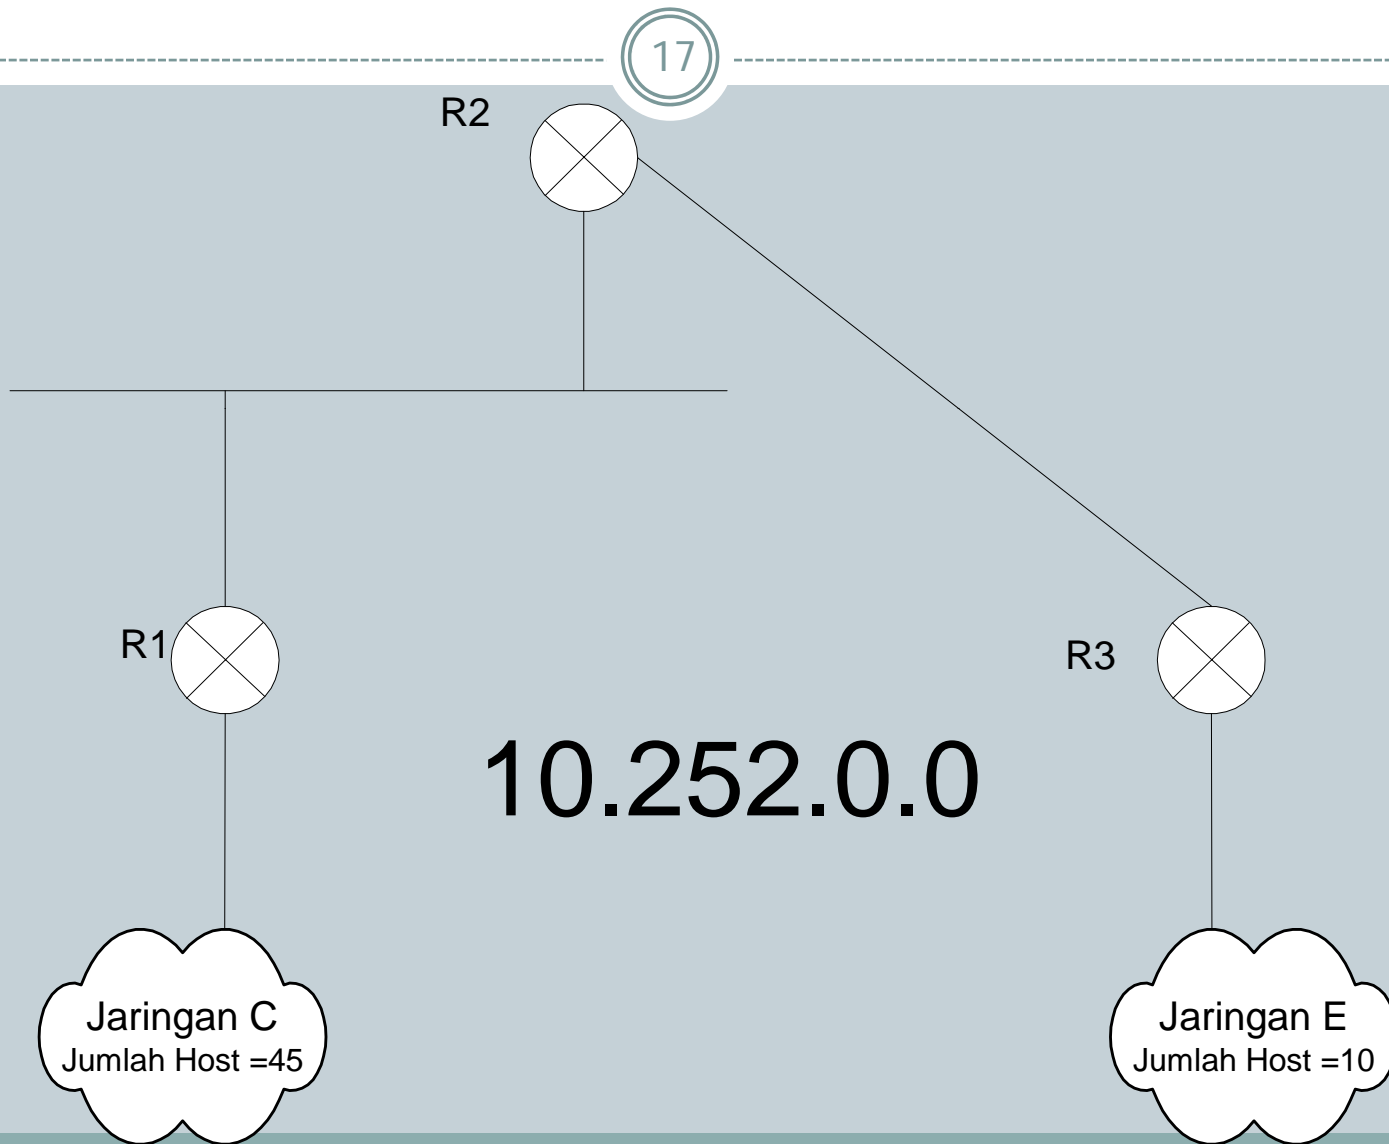 17
R2
R1
R3
10.252.0.0
Jaringan C
Jumlah Host =45
Jaringan E
Jumlah Host =10